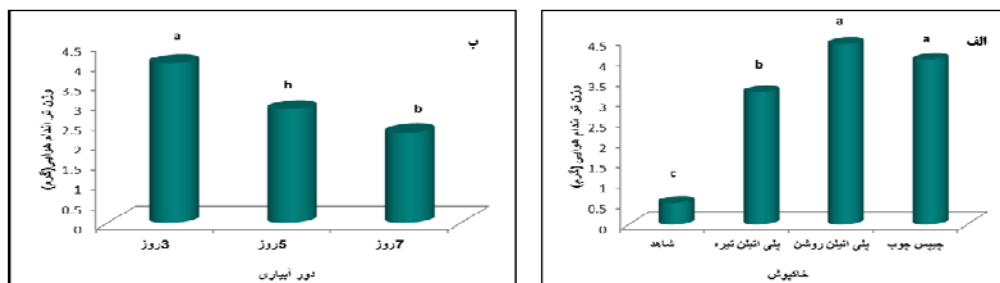 الف
وزن تر اندام هوایی(گرم)
4.5
4
3.5
3
2.5
2
1.5
1
0.5
0
c
b
a
a
شاهد
پلی اتیلن تیره
پلی اتیلن روشن
چیپس چوب
خاکپوش
ب
وزن تر اندام هوایی(گرم)
4.5
4
3.5
3
2.5
2
1.5
1
0.5
0
a
b
b
3روز
5روز
7روز
دور آبیاری